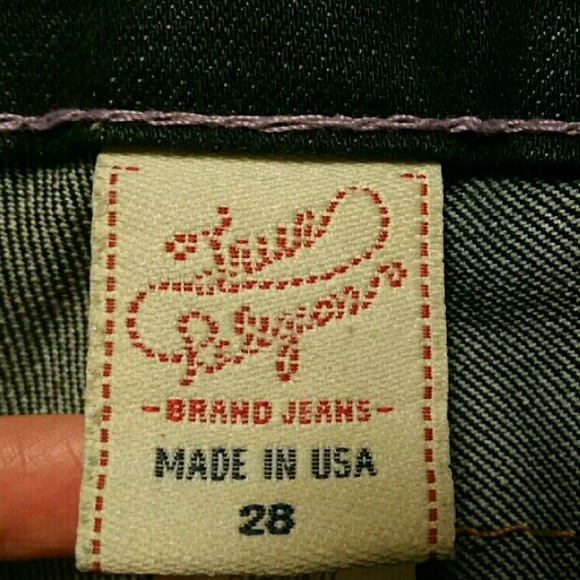 True
Religion
-BRAND JEANS-
MADE IN USA
28